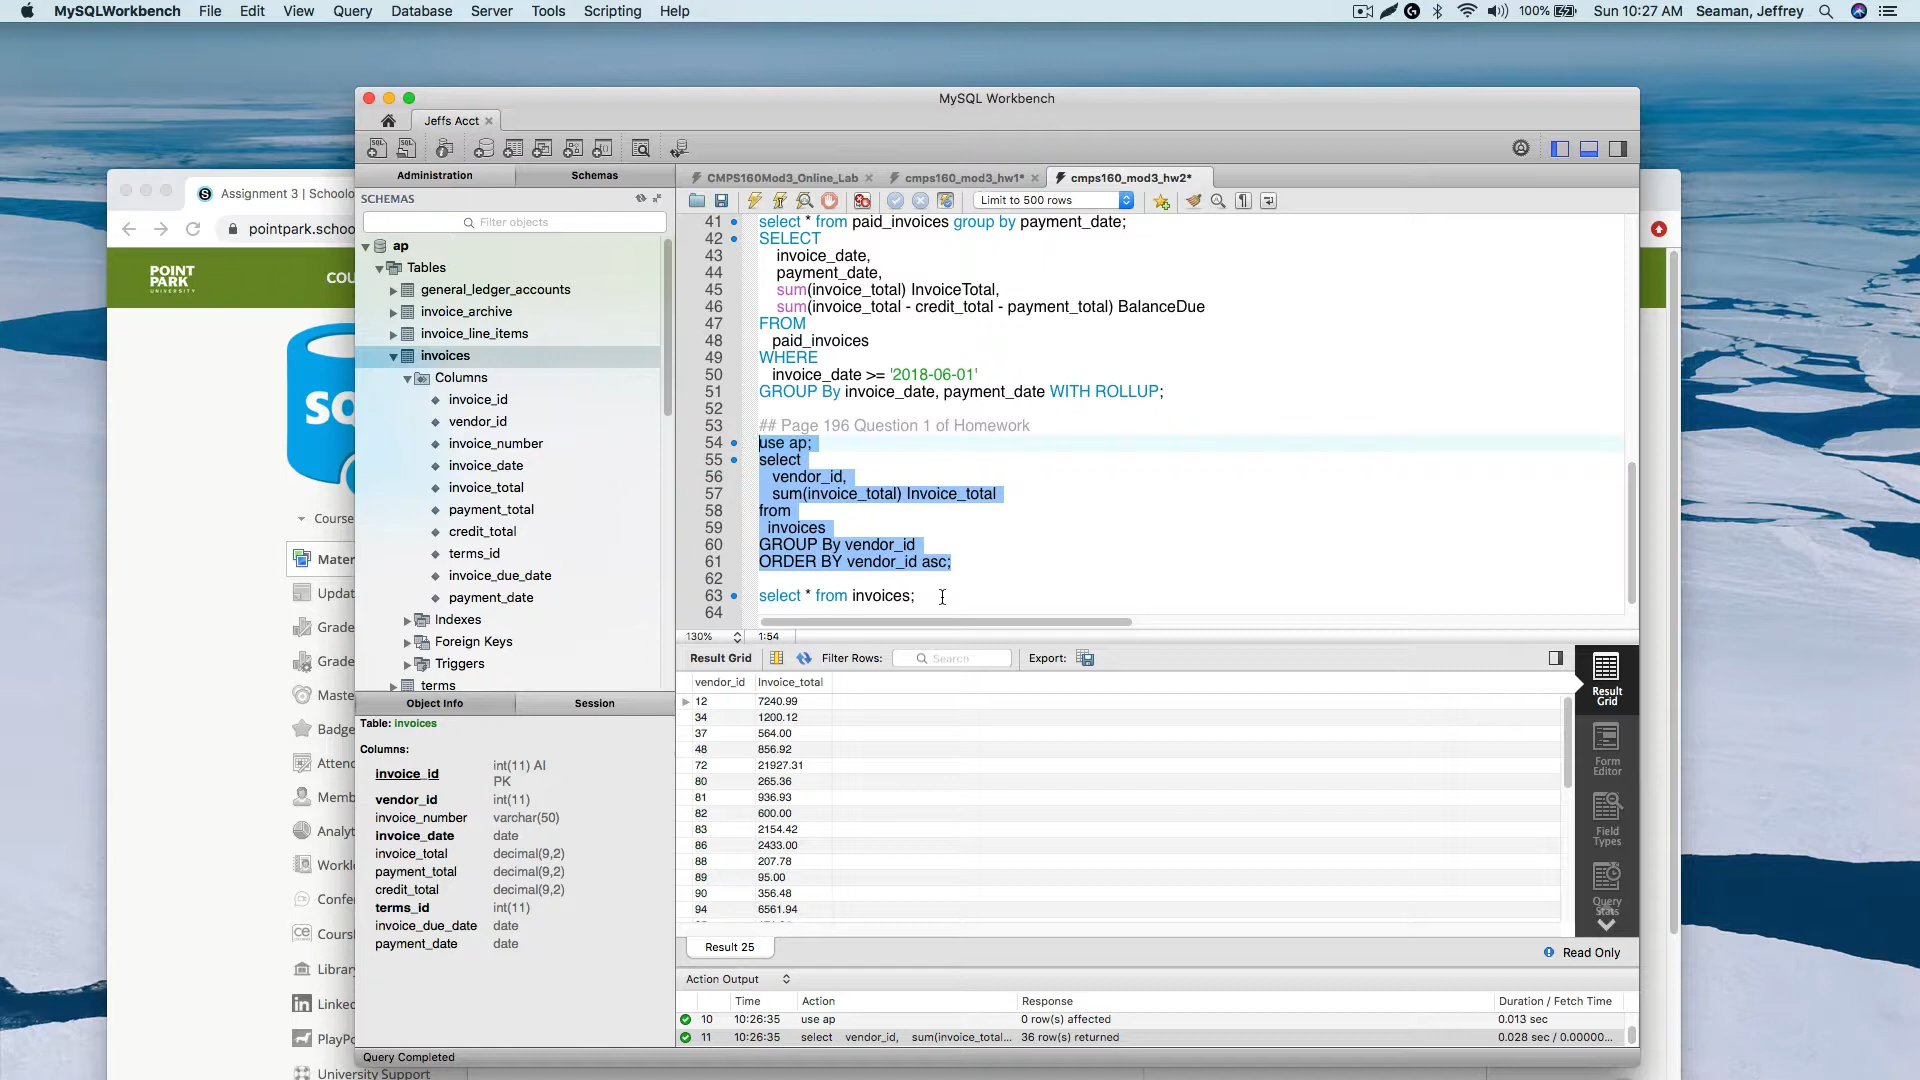 MySQLWorkbench File Edit View Query Database Server Tools Scripting Help
100% Sun 10:27 AM Seaman, Jeffrey
MySQL Workbench
Jeffs Acct
Assignment 3 | Schoolo
pointpark.schoo
POINT PARK UNIVERSITY
COU
Course
Mater
Updat
Grade
Grade
Maste
Badge
Atten
Memb
Analyt
Workl
Confe
Cours
Library
Linked
PlayPo
University Support
Administration Schemas
SCHEMAS
Filter objects
ap
Tables
general_ledger_accounts
invoice_archive
invoice_line_items
invoices
Columns
invoice_id
vendor_id
invoice_number
invoice_date
invoice_total
payment_total
credit_total
terms_id
invoice_due_date
payment_date
Indexes
Foreign Keys
Triggers
terms
Object Info Session
Table: invoices
Columns:
invoice_id int(11) AI
PK
vendor_id int(11)
invoice_number varchar(50)
invoice_date date
invoice_total decimal(9,2)
payment_total decimal(9,2)
credit_total decimal(9,2)
terms_id int(11)
invoice_due_date date
payment_date date
Query Completed
CMPS160Mod3_Online_Lab cmps160_mod3_hw1* cmps160_mod3_hw2*
Limit to 500 rows
41 select * from paid_invoices group by payment_date;
42 SELECT
43 invoice_date,
44 payment_date,
45 sum(invoice_total) InvoiceTotal,
46 sum(invoice_total - credit_total - payment_total) BalanceDue
47 FROM
48 paid_invoices
49 WHERE
50 invoice_date >= '2018-06-01'
51 GROUP By invoice_date, payment_date WITH ROLLUP;
52
53 ## Page 196 Question 1 of Homework
54 use ap;
55 select
56 vendor_id,
57 sum(invoice_total) Invoice_total
58 from
59 invoices
60 GROUP By vendor_id
61 ORDER BY vendor_id asc;
62
63 select * from invoices;
64
130% 1:54
Result Grid Filter Rows: Search Export:
vendor_id Invoice_total
12 7240.99
34 1200.12
37 564.00
48 856.92
72 21927.31
80 265.36
81 936.93
82 600.00
83 2154.42
86 2433.00
88 207.78
89 95.00
90 356.48
94 6561.94
Result Grid
Form Editor
Field Types
Query Stats
Result 25
Read Only
Action Output
Time Action Response Duration / Fetch Time
10 10:26:35 use ap 0 row(s) affected 0.013 sec
11 10:26:35 select vendor_id, sum(invoice_total... 36 row(s) returned 0.028 sec / 0.00000...